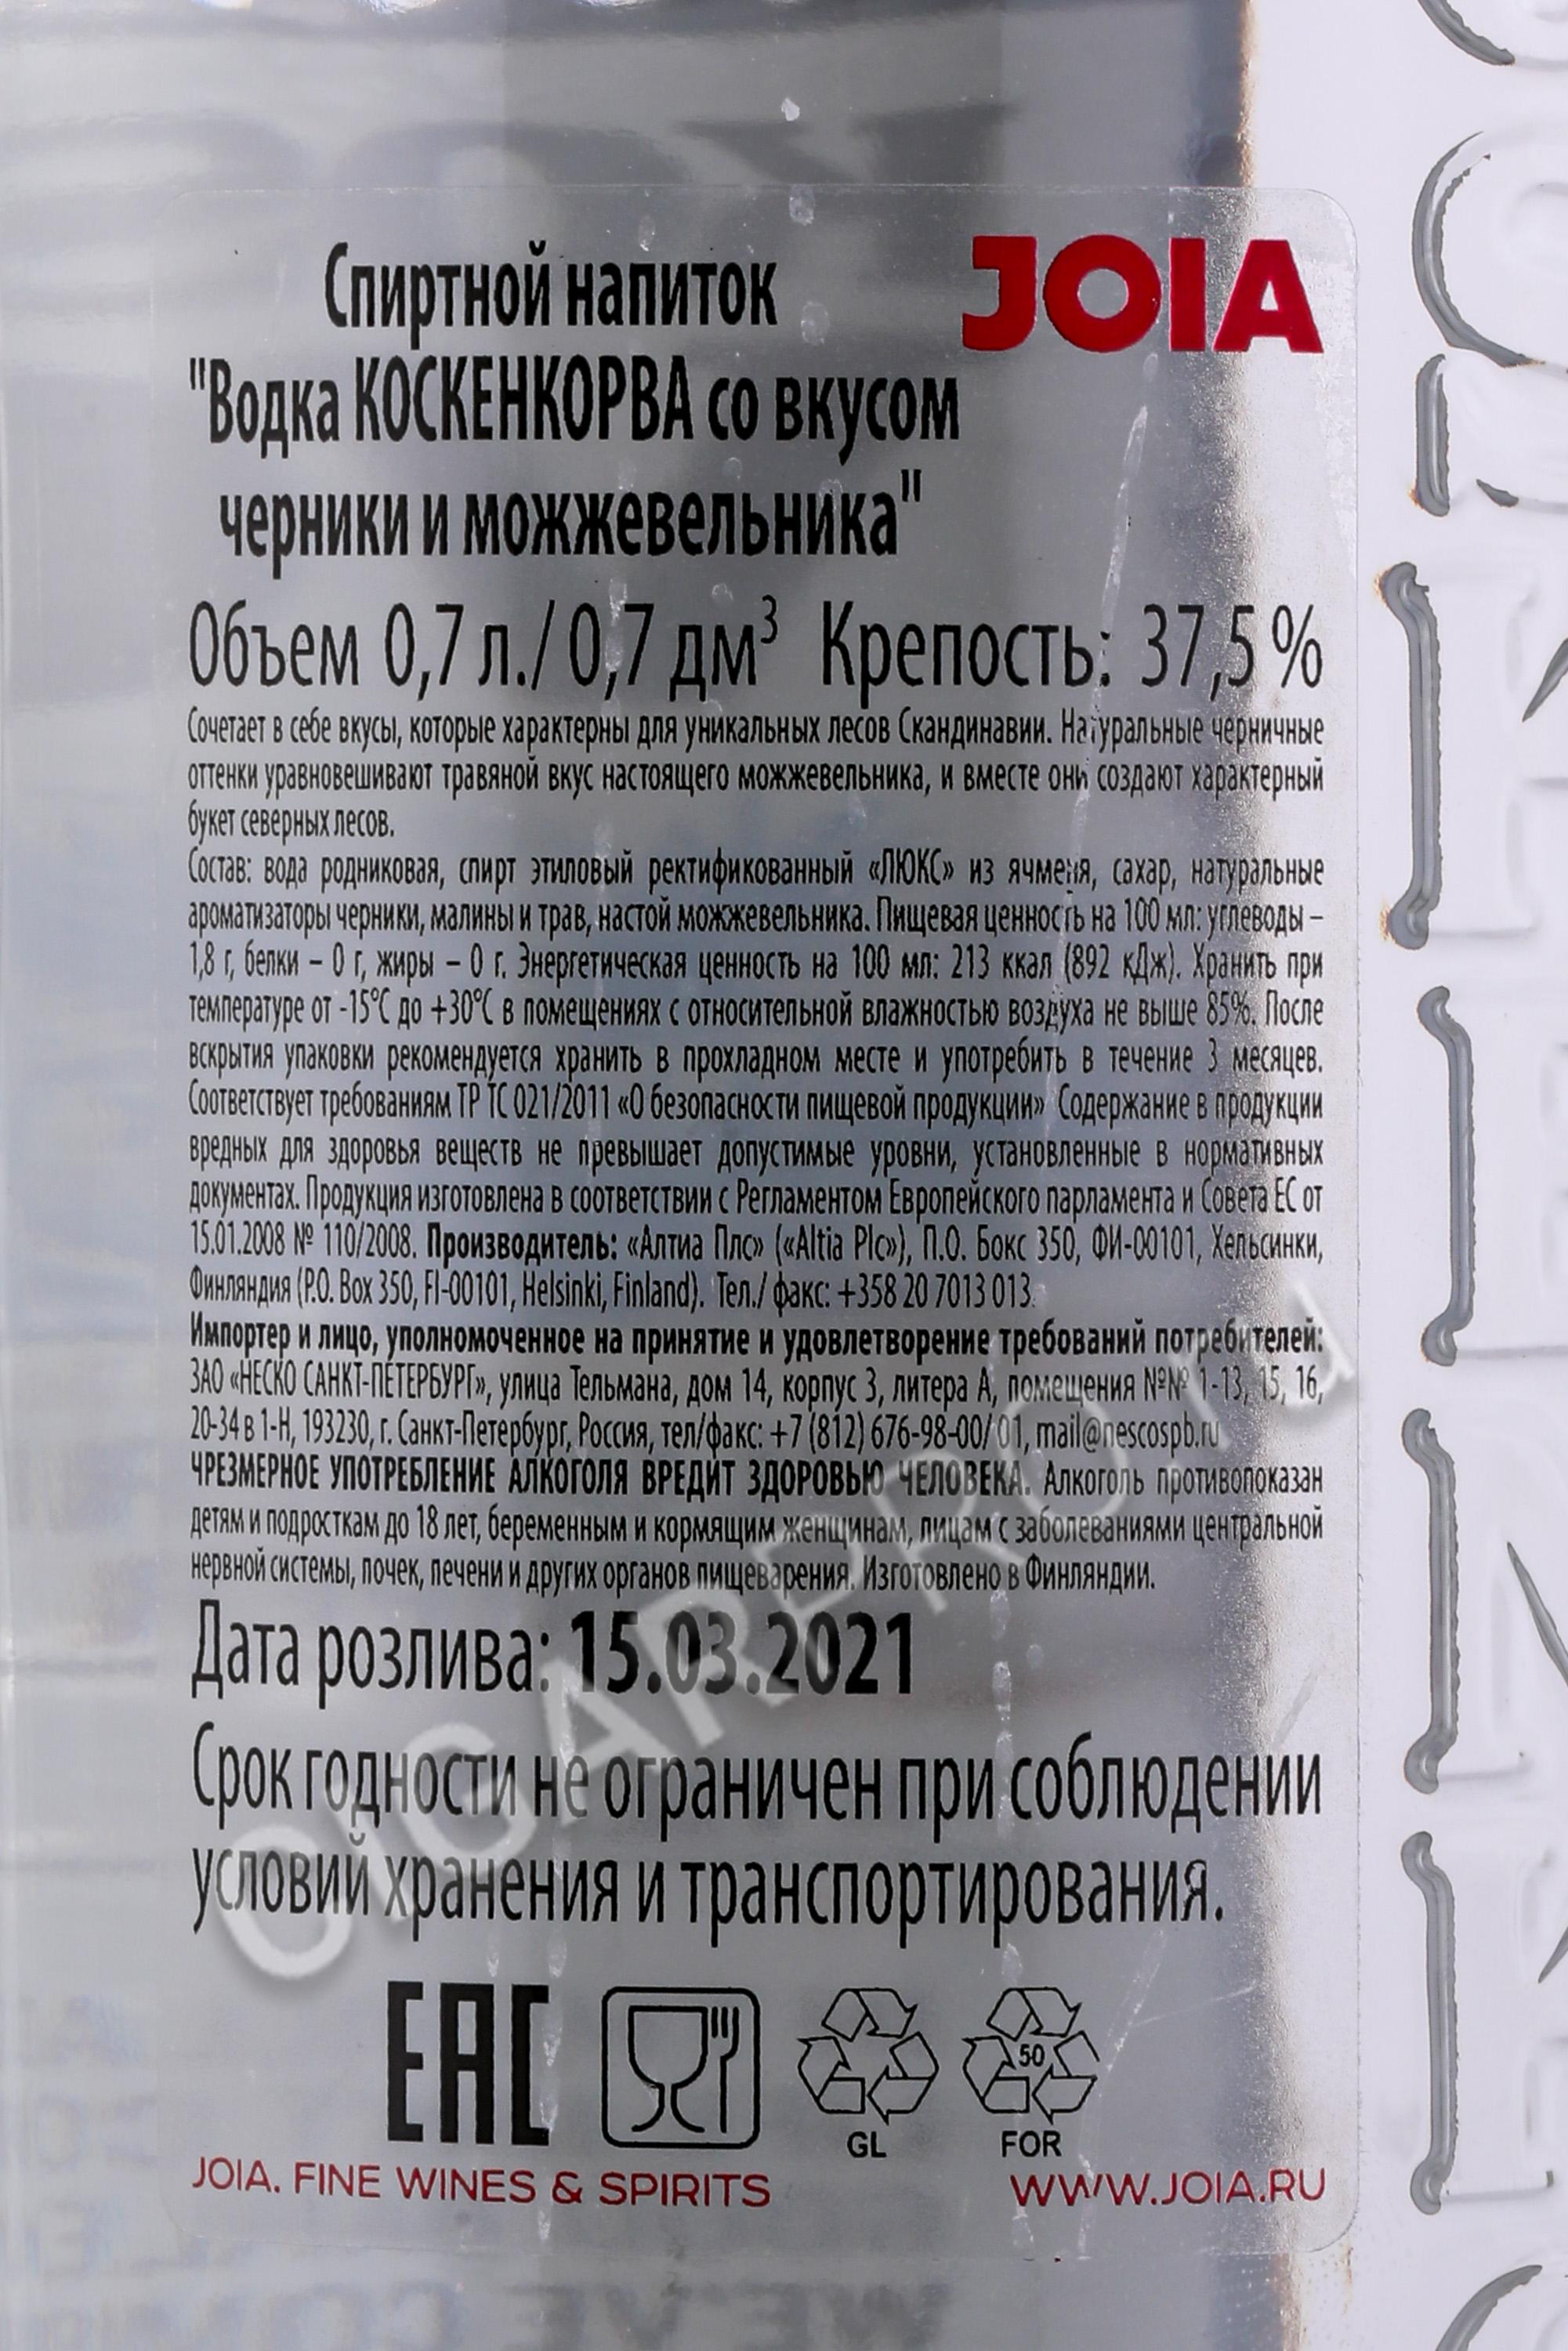 JOIA
Спиртной напиток
"Водка КОСКЕНКОРВА со вкусом
черники и можжевельника"
Объем 0,7 л./ 0,7 дм³ Крепость: 37,5 %
Сочетает в себе вкусы, которые характерны для уникальных лесов Скандинавии. Натуральные черничные
оттенки уравновешивают травяной вкус настоящего можжевельника, и вместе они создают характерный
букет северных лесов.
Состав: вода родниковая, спирт этиловый ректификованный «ЛЮКС» из ячменя, сахар, натуральные
ароматизаторы черники, малины и трав, настой можжевельника. Пищевая ценность на 100 мл: углеводы –
1,8 г, белки – 0 г, жиры – 0 г. Энергетическая ценность на 100 мл: 213 ккал (892 кДж). Хранить при
температуре от -15°С до +30°С в помещениях с относительной влажностью воздуха не выше 85%. После
вскрытия упаковки рекомендуется хранить в прохладном месте и употребить в течение 3 месяцев.
Соответствует требованиям ТР ТС 021/2011 «О безопасности пищевой продукции» Содержание в продукции
вредных для здоровья веществ не превышает допустимые уровни, установленные в нормативных
документах. Продукция изготовлена в соответствии с Регламентом Европейского парламента и Совета ЕС от
15.01.2008 № 110/2008. Производитель: «Алтиа Плс» («Altia Plc»), П.О. Бокс 350, ФИ-00101, Хельсинки,
Финляндия (P.O. Box 350, FI-00101, Helsinki, Finland). Тел./ факс: +358 20 7013 013.
Импортер и лицо, уполномоченное на принятие и удовлетворение требований потребителей:
ЗАО «НЕСКО САНКТ-ПЕТЕРБУРГ», улица Тельмана, дом 14, корпус 3, литера А, помещения №№ 1-13, 15, 16,
20-34 в 1-Н, 193230, г. Санкт-Петербург, Россия, тел/факс: +7 (812) 676-98-00/ 01, mail@nescospb.ru
ЧРЕЗМЕРНОЕ УПОТРЕБЛЕНИЕ АЛКОГОЛЯ ВРЕДИТ ЗДОРОВЬЮ ЧЕЛОВЕКА. Алкоголь противопоказан
детям и подросткам до 18 лет, беременным и кормящим женщинам, лицам с заболеваниями центральной
нервной системы, почек, печени и других органов пищеварения. Изготовлено в Финляндии.
Дата розлива: 15.03.2021
Срок годности не ограничен при соблюдении
условий хранения и транспортирования.
EAC
50
GL
FOR
JOIA. FINE WINES & SPIRITS
WWW.JOIA.RU
CIGARPRO.ru